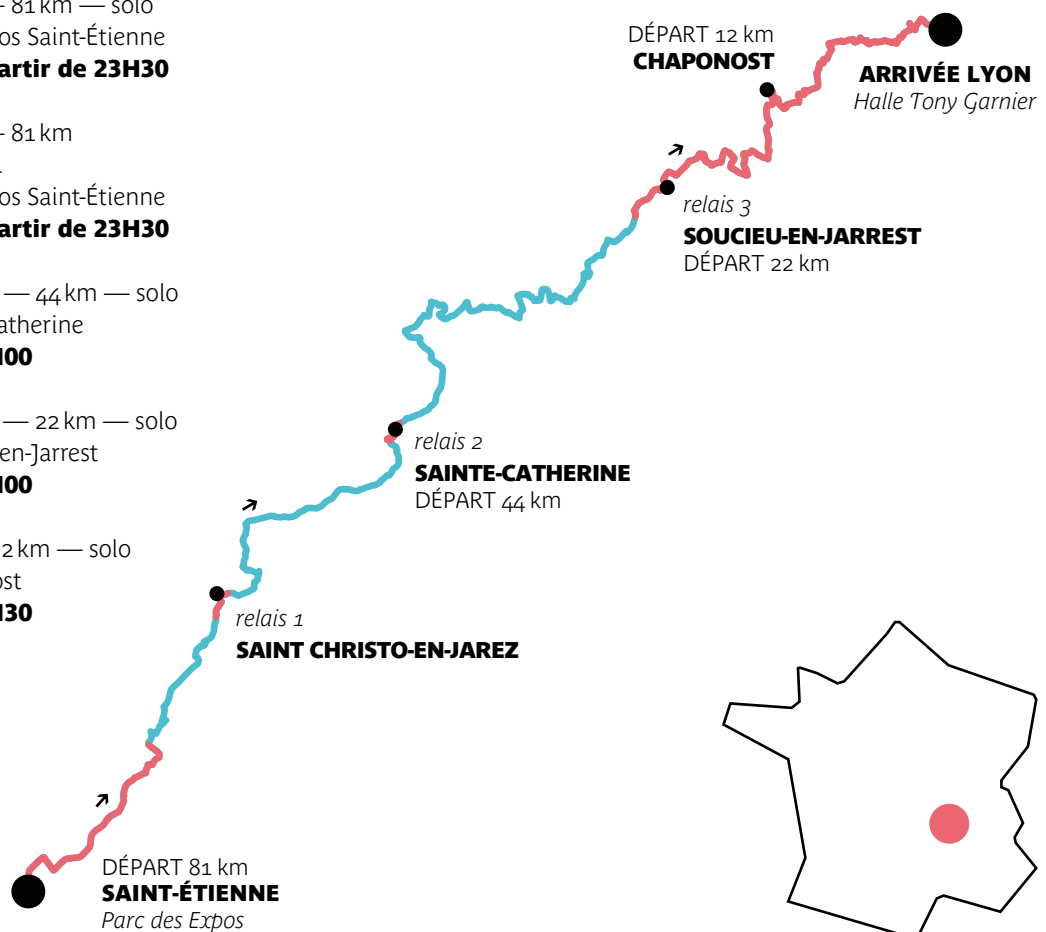 81 km — solo
os Saint-Étienne
artir de 23H30
81 km
os Saint-Étienne
artir de 23H30
— 44 km — solo
atherine
H00
— 22 km — solo
en-Jarrest
H00
2 km — solo
ost
H30
DÉPART 12 km
CHAPONOST
ARRIVÉE LYON
Halle Tony Garnier
relais 3
SOUCIEU-EN-JARREST
DÉPART 22 km
relais 2
SAINTE-CATHERINE
DÉPART 44 km
relais 1
SAINT CHRISTO-EN-JAREZ
DÉPART 81 km
SAINT-ÉTIENNE
Parc des Expos